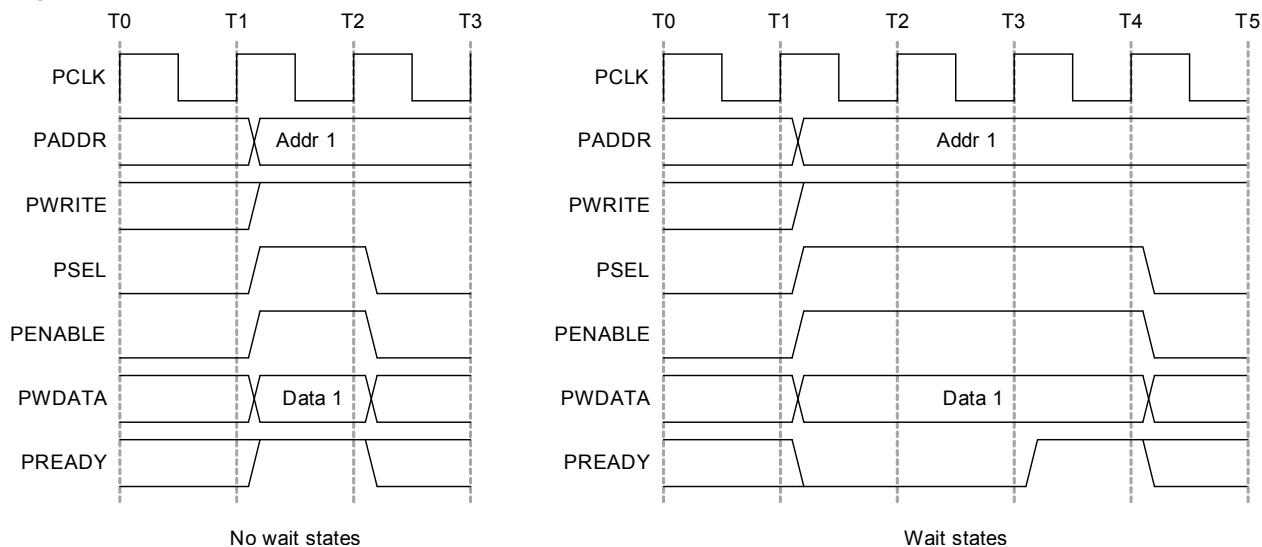 T0 T1 T2 T3
PCLK
PADDR Addr 1
PWRITE
PSEL
PENABLE
PWDATA Data 1
PREADY
No wait states
T0 T1 T2 T3 T4 T5
PCLK
PADDR Addr 1
PWRITE
PSEL
PENABLE
PWDATA Data 1
PREADY
Wait states